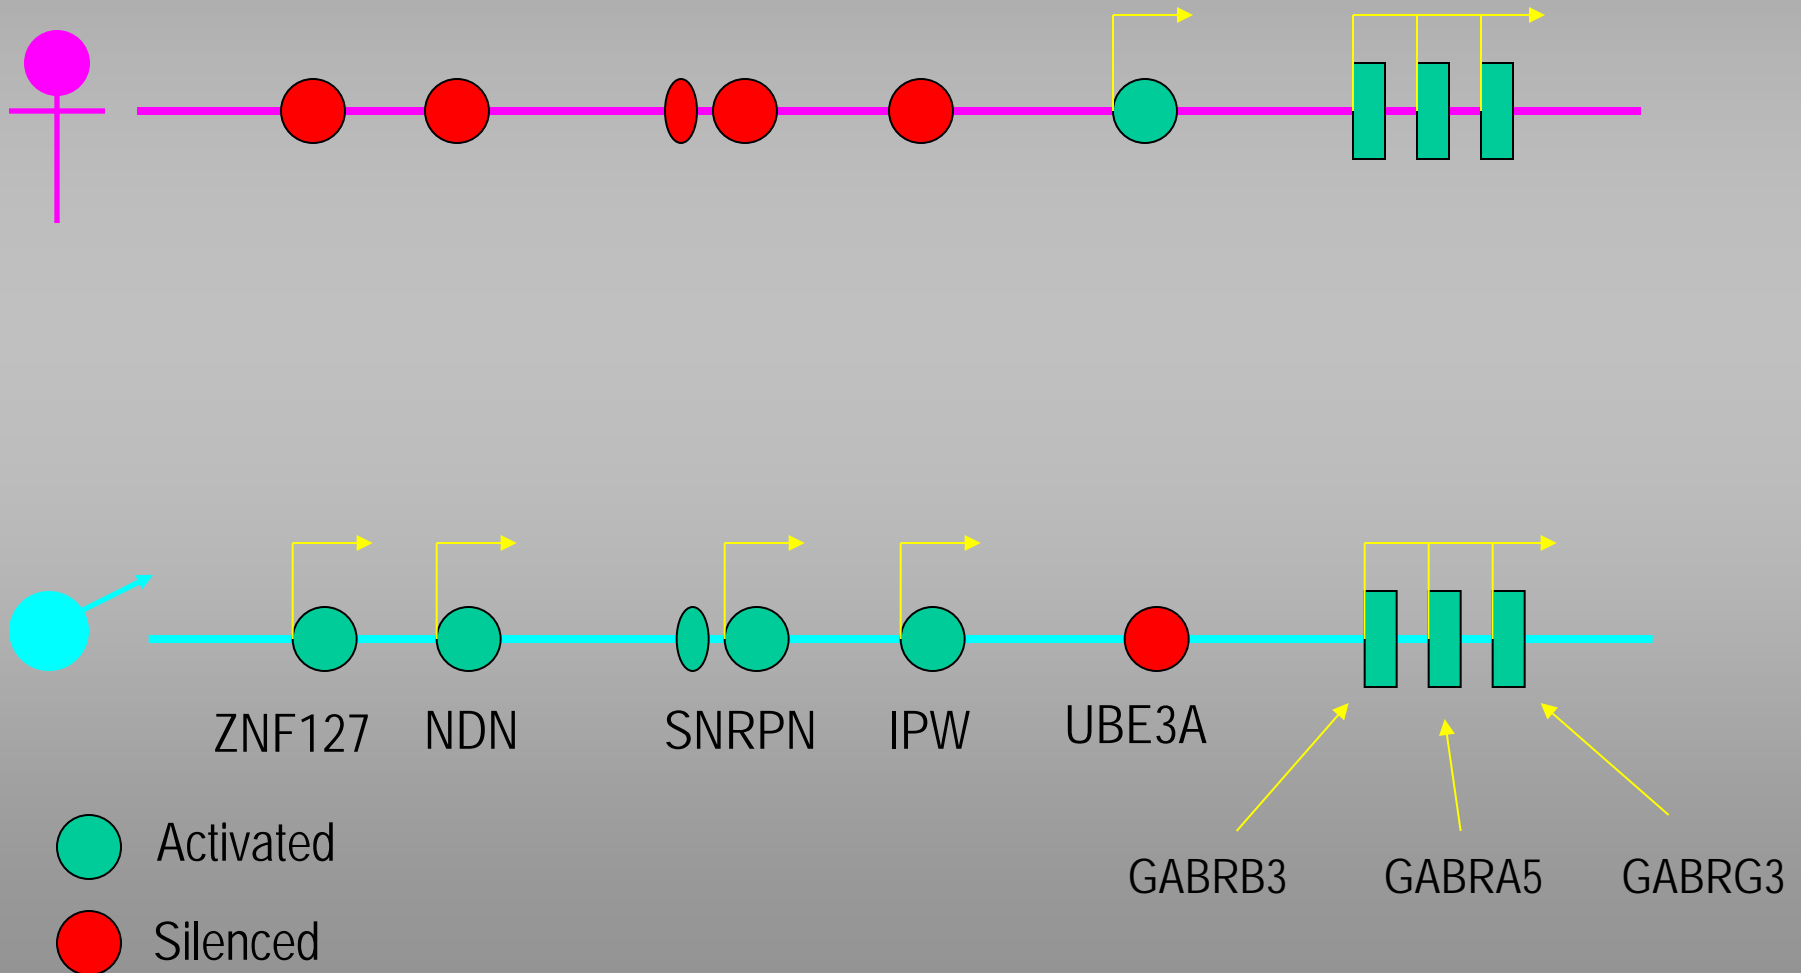 ZNF127 NDN SNRPN IPW UBE3A
Activated
GABRB3 GABRA5 GABRG3
Silenced